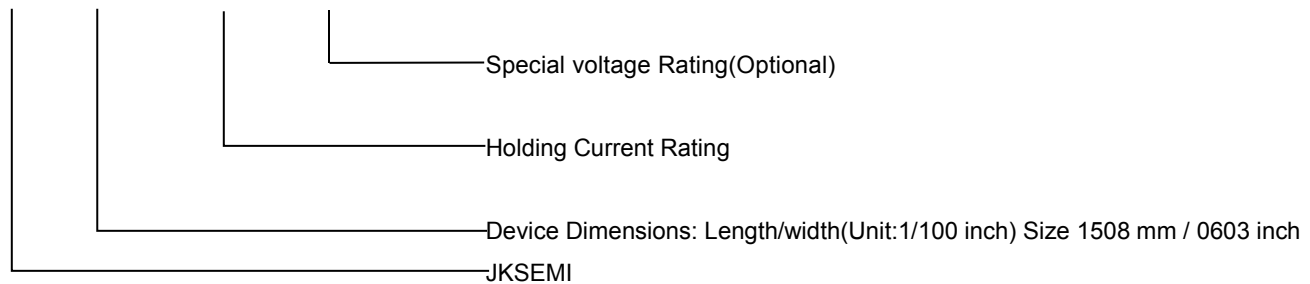 Special voltage Rating(Optional)
Holding Current Rating
Device Dimensions: Length/width(Unit:1/100 inch) Size 1508 mm / 0603 inch
JKSEMI